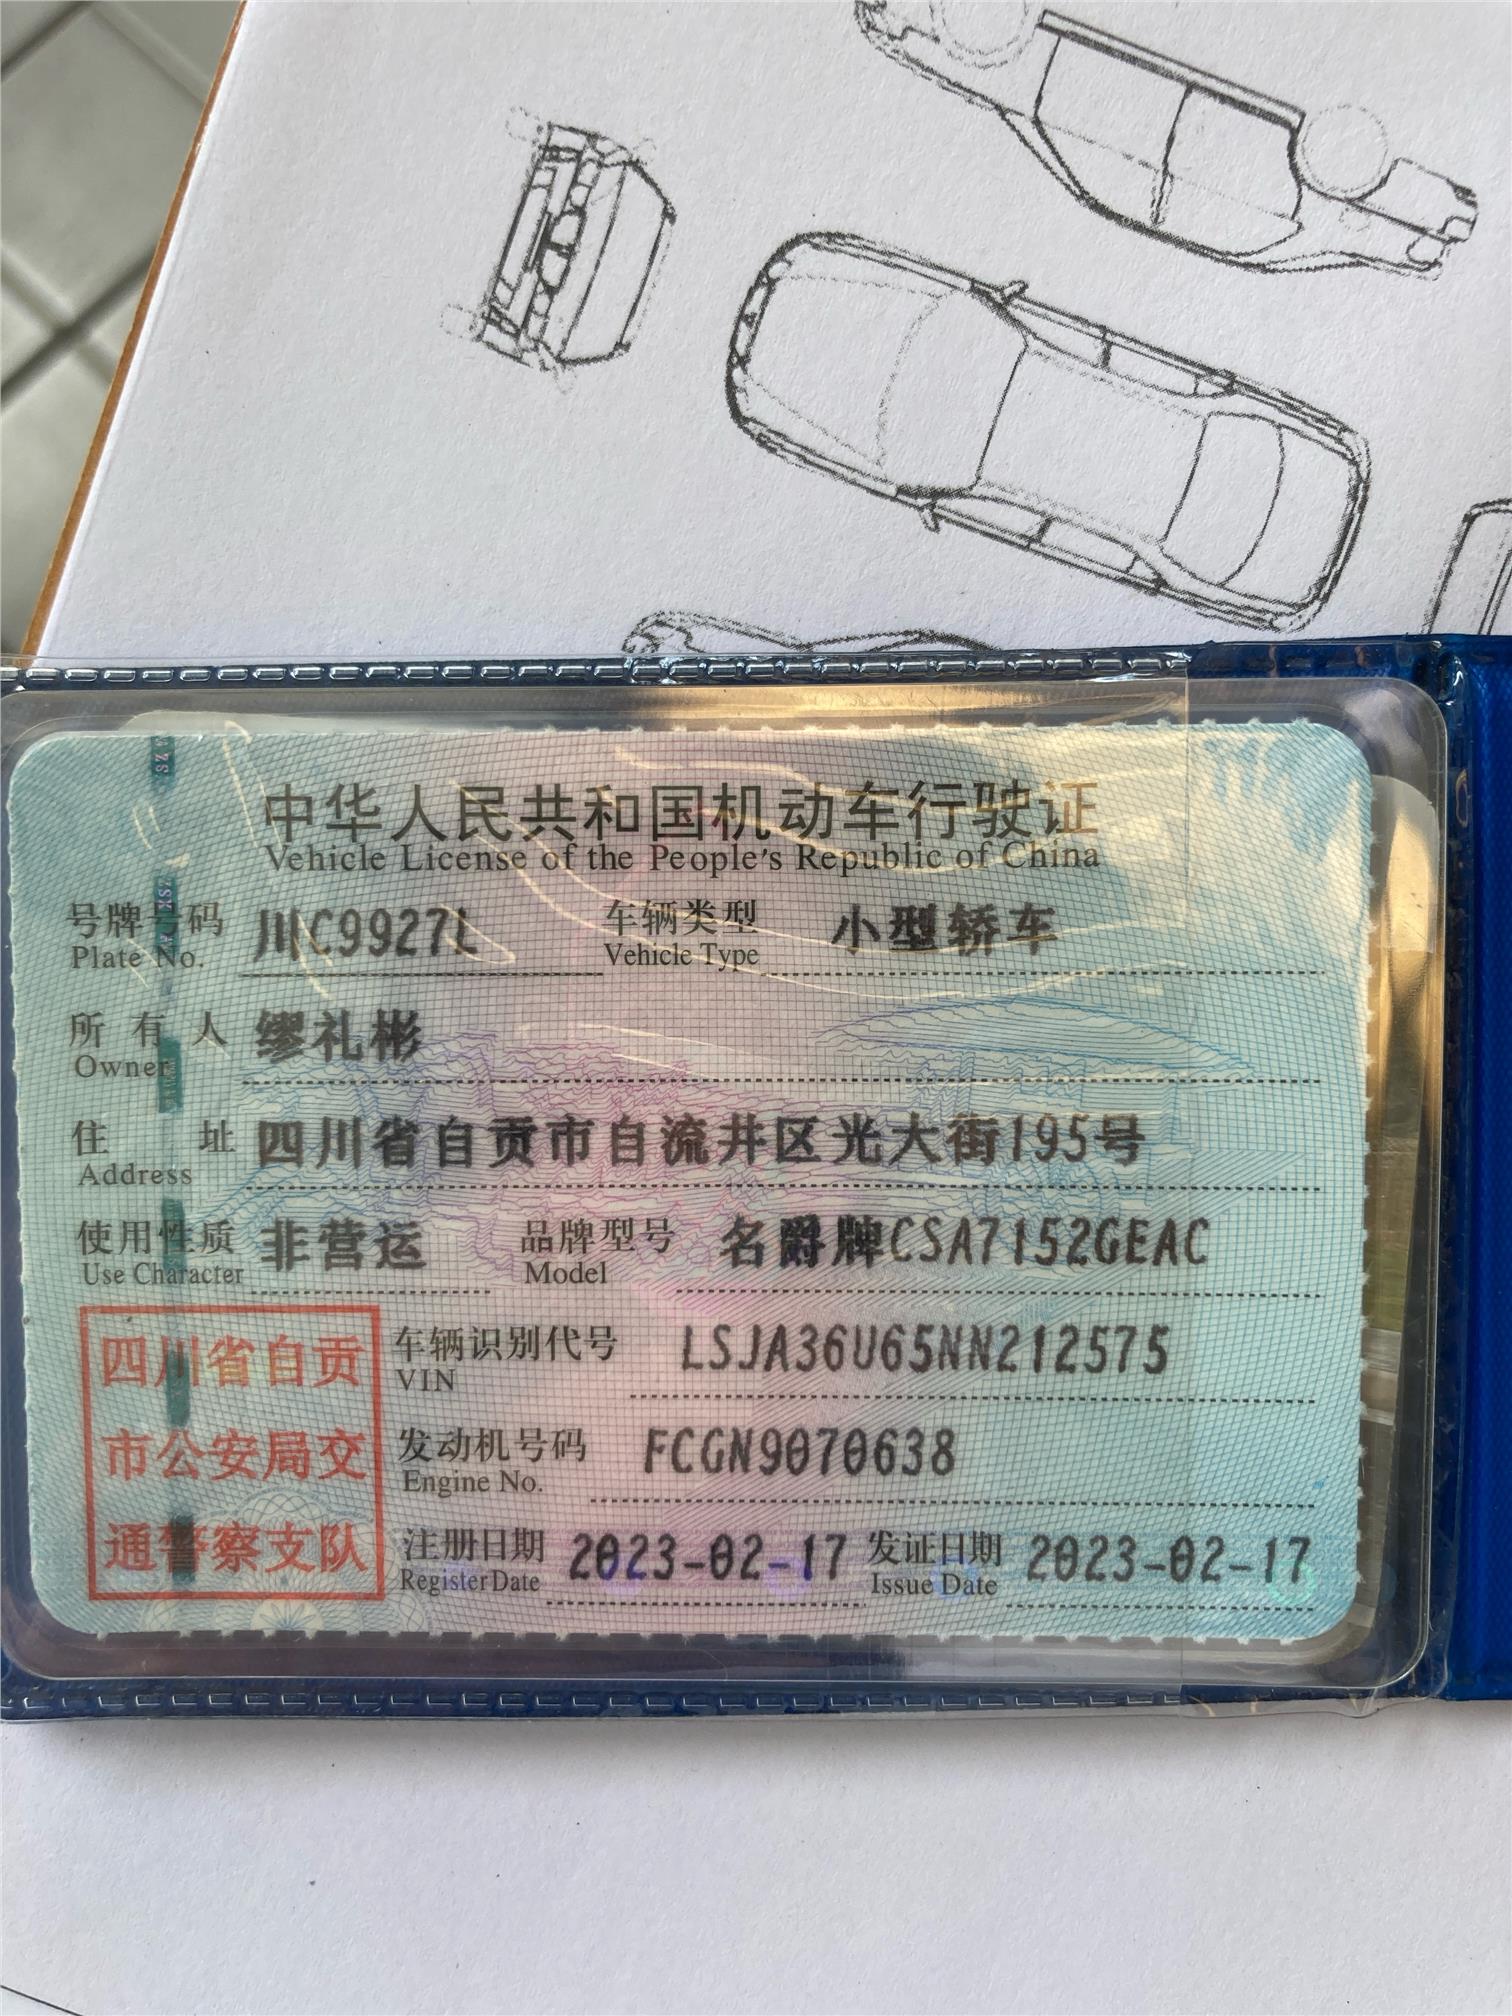 中华人民共和国机动车行驶证
Vehicle License of the People's Republic of China
号牌号码 川C9927L 车辆类型 小型轿车
Plate No. Vehicle Type
所有人 缪礼彬
Owner
住址 四川省自贡市自流井区光大街195号
Address
使用性质 非营运 品牌型号 名爵牌CSA7152GEAC
Use Character Model
四川省自贡
市公安局交
通警察支队
车辆识别代号 LSJA36U65NN212575
VIN
发动机号码 FCGN9070638
Engine No.
注册日期 2023-02-17 发证日期 2023-02-17
Register Date Issue Date